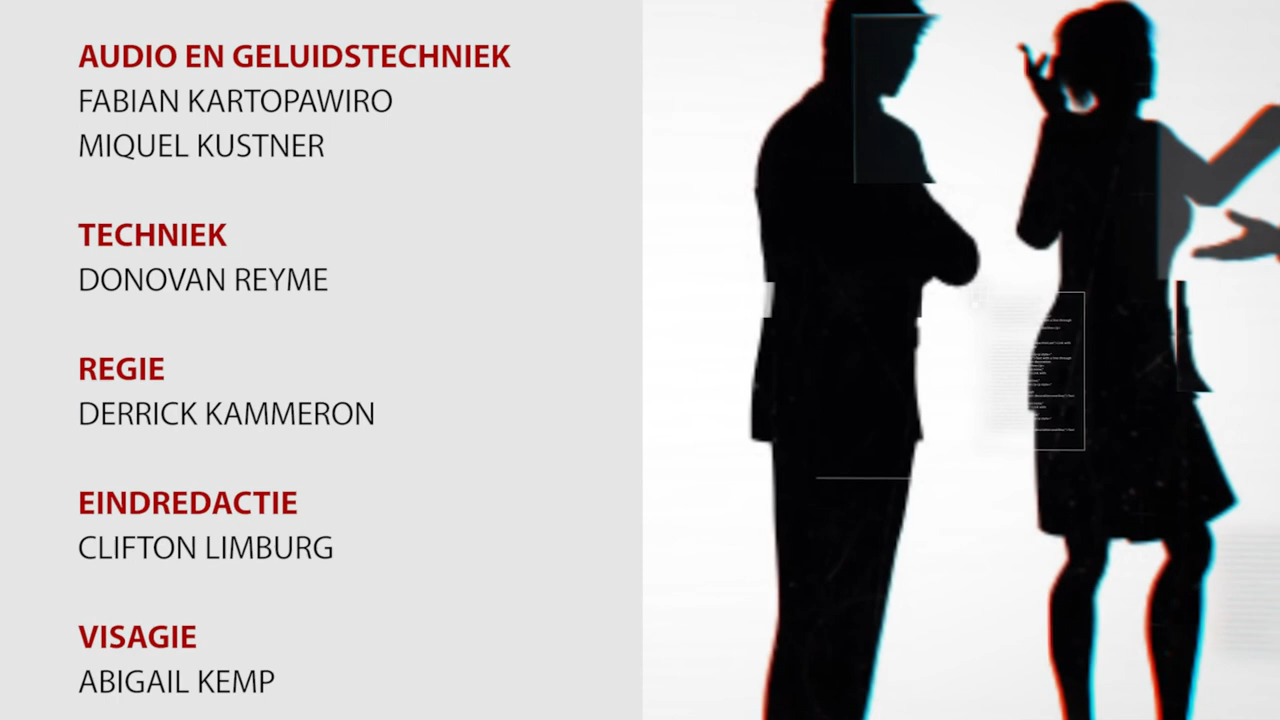 AUDIO EN GELUIDSTECHNIEK
FABIAN KARTOPAWIRO
MIQUEL KUSTNER
TECHNIEK
DONOVAN REYME
REGIE
DERRICK KAMMERON
EINDREDACTIE
CLIFTON LIMBURG
VISAGIE
ABIGAIL KEMP